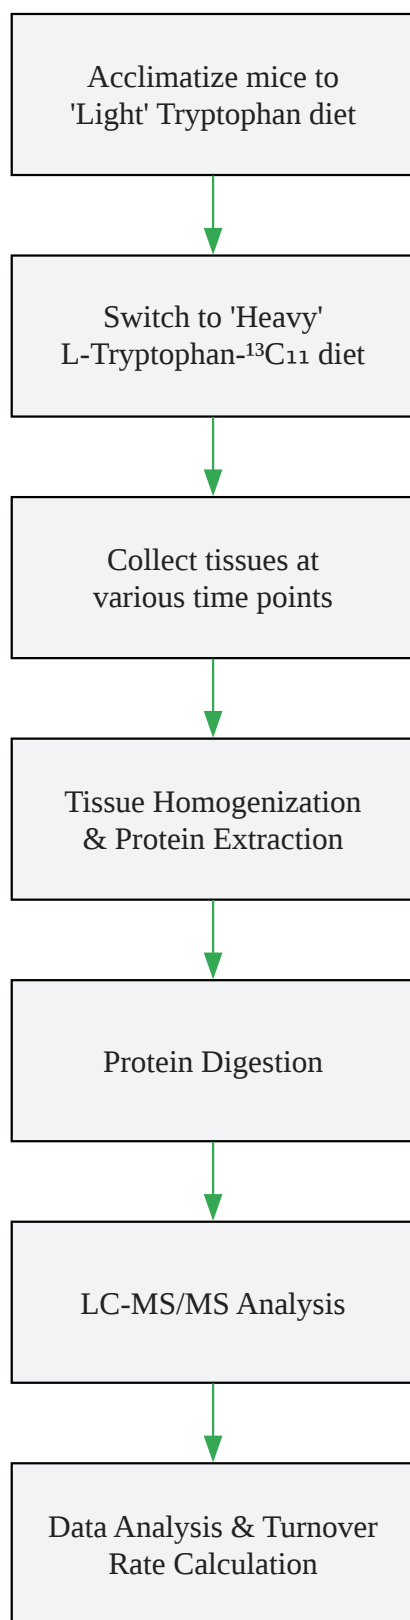 Acclimatize mice to
'Light' Tryptophan diet
Switch to 'Heavy'
L-Tryptophan-¹³C₁₁ diet
Collect tissues at
various time points
Tissue Homogenization
& Protein Extraction
Protein Digestion
LC-MS/MS Analysis
Data Analysis & Turnover
Rate Calculation